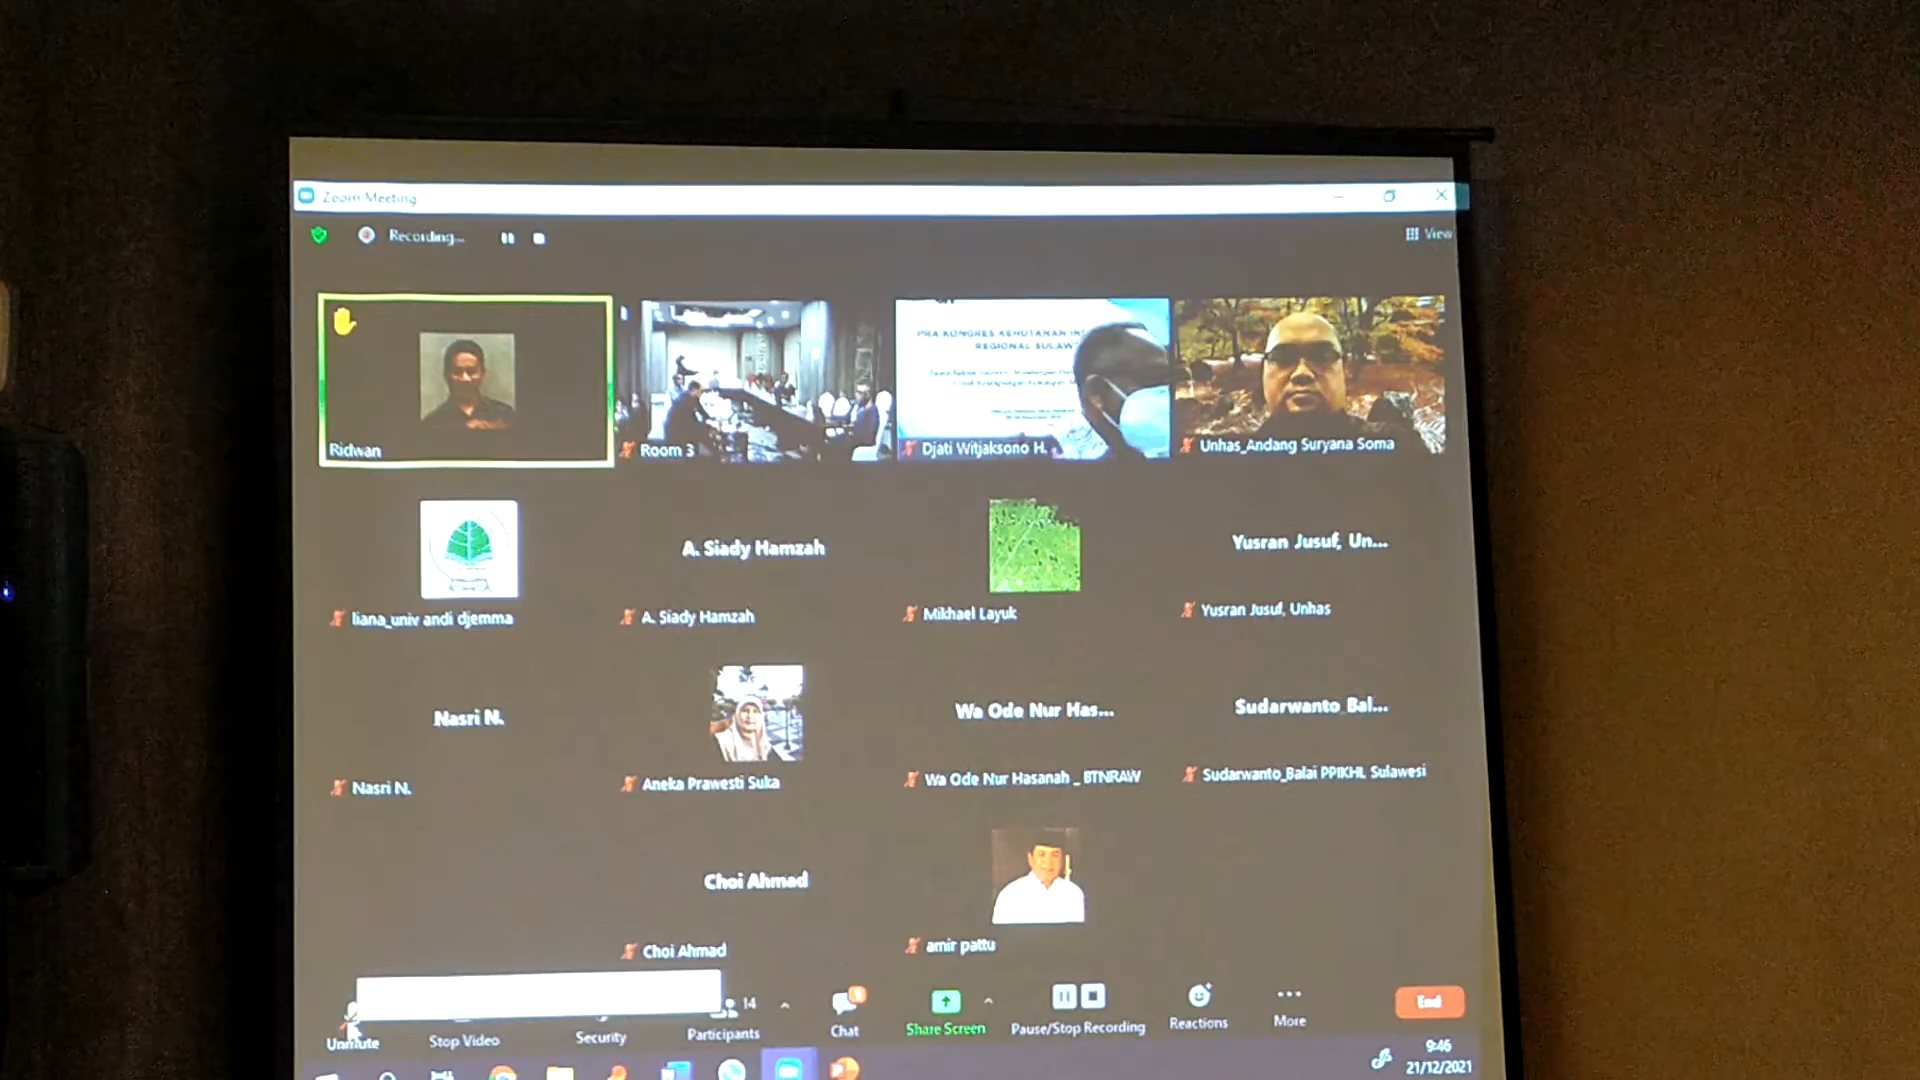 Zoom Meeting
Recording...
View
Ridwan
Room 3
PRA KONGRES KEHUTANAN
REGIONAL
Djati Witjaksono H.
Unhas_Andang Suryana Soma
liana_univ andi djemma
A. Siady Hamzah
A. Siady Hamzah
Mikhael Layuk
Yusran Jusuf, Un...
Yusran Jusuf, Unhas
Nasri N.
Nasri N.
Aneka Prawesti Suka
Wa Ode Nur Has...
Wa Ode Nur Hasanah _ BTNRAW
Sudarwanto_Bal...
Sudarwanto_Balai PPIKHL Sulawesi
Choi Ahmad
Choi Ahmad
amir pattu
Unmute
Stop Video
Security
14
Participants
Chat
Share Screen
Pause/Stop Recording
Reactions
More
End
9:46
21/12/2021